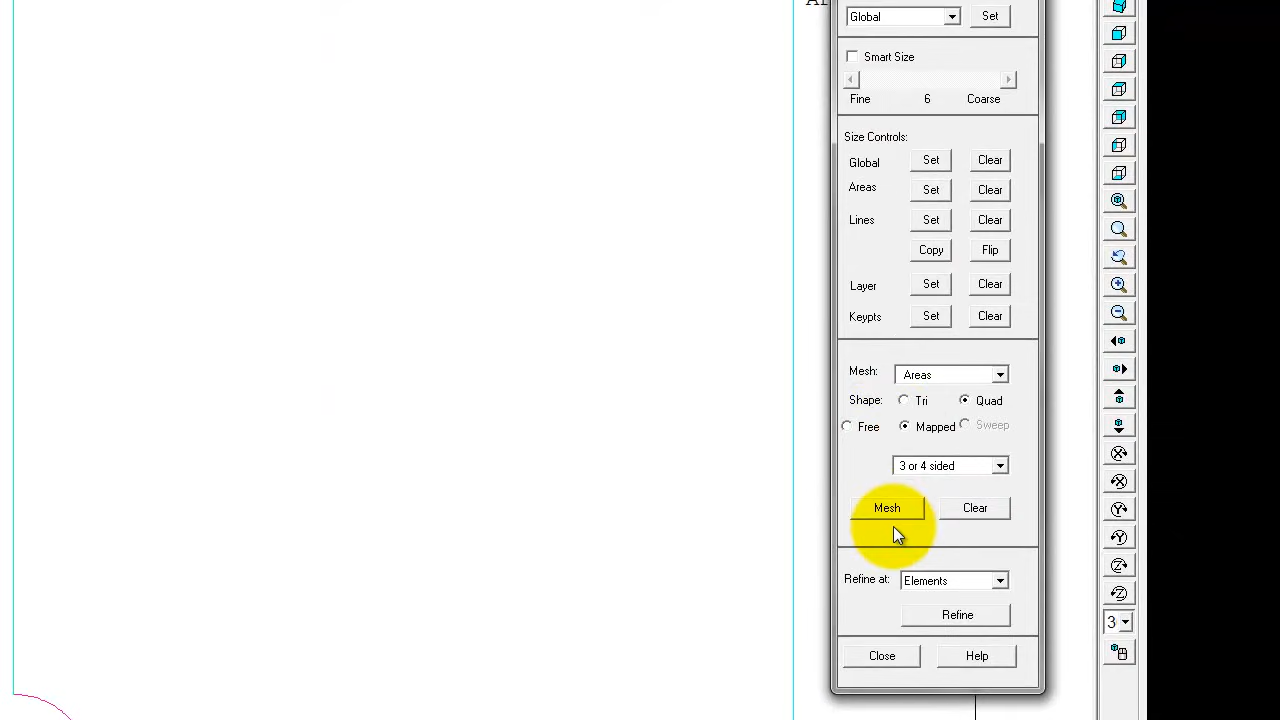 Global Set
Smart Size
Fine 6 Coarse
Size Controls:
Global Set Clear
Areas Set Clear
Lines Set Clear
Copy Flip
Layer Set Clear
Keypts Set Clear
Mesh: Areas
Shape: Tri Quad
Free Mapped Sweep
3 or 4 sided
Mesh Clear
Refine at: Elements
Refine
3
Close Help